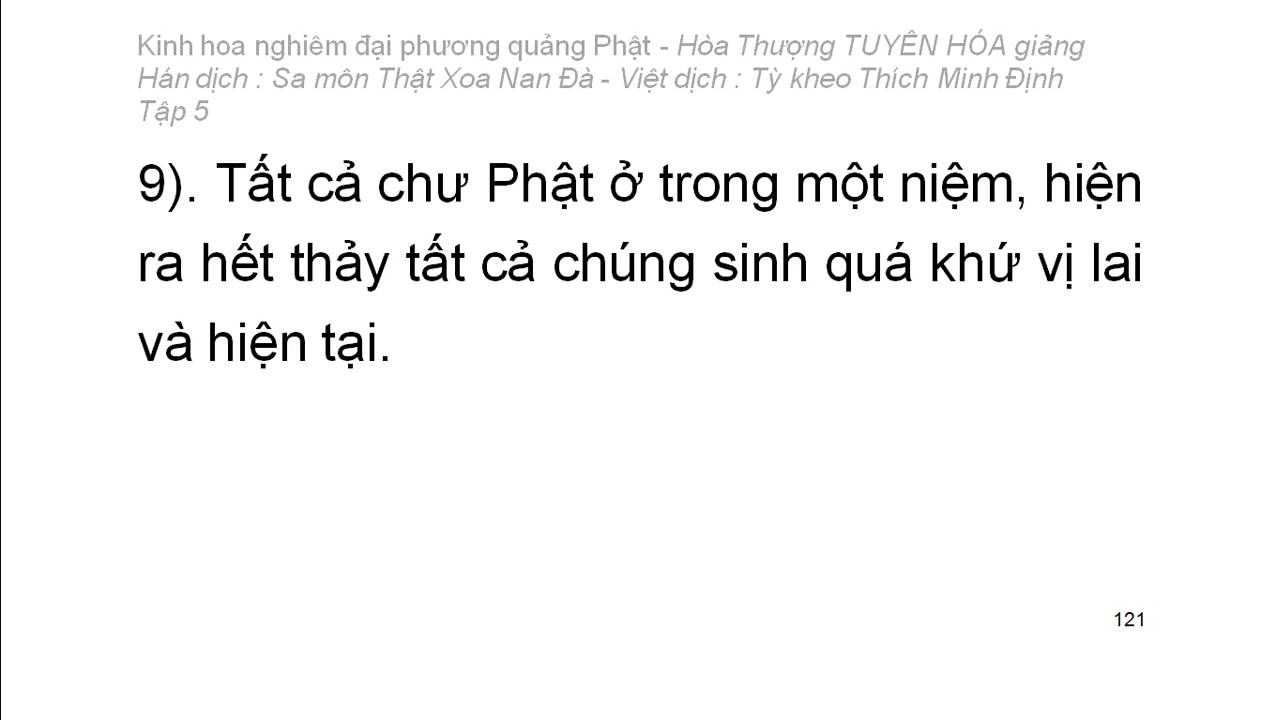 Kinh hoa nghiêm đại phương quảng Phật - Hòa Thượng TUYÊN HÓA giảng
Hán dịch : Sa môn Thật Xoa Nan Đà - Việt dịch : Tỳ kheo Thích Minh Định
Tập 5
9). Tất cả chư Phật ở trong một niệm, hiện
ra hết thảy tất cả chúng sinh quá khứ vị lai
và hiện tại.
121